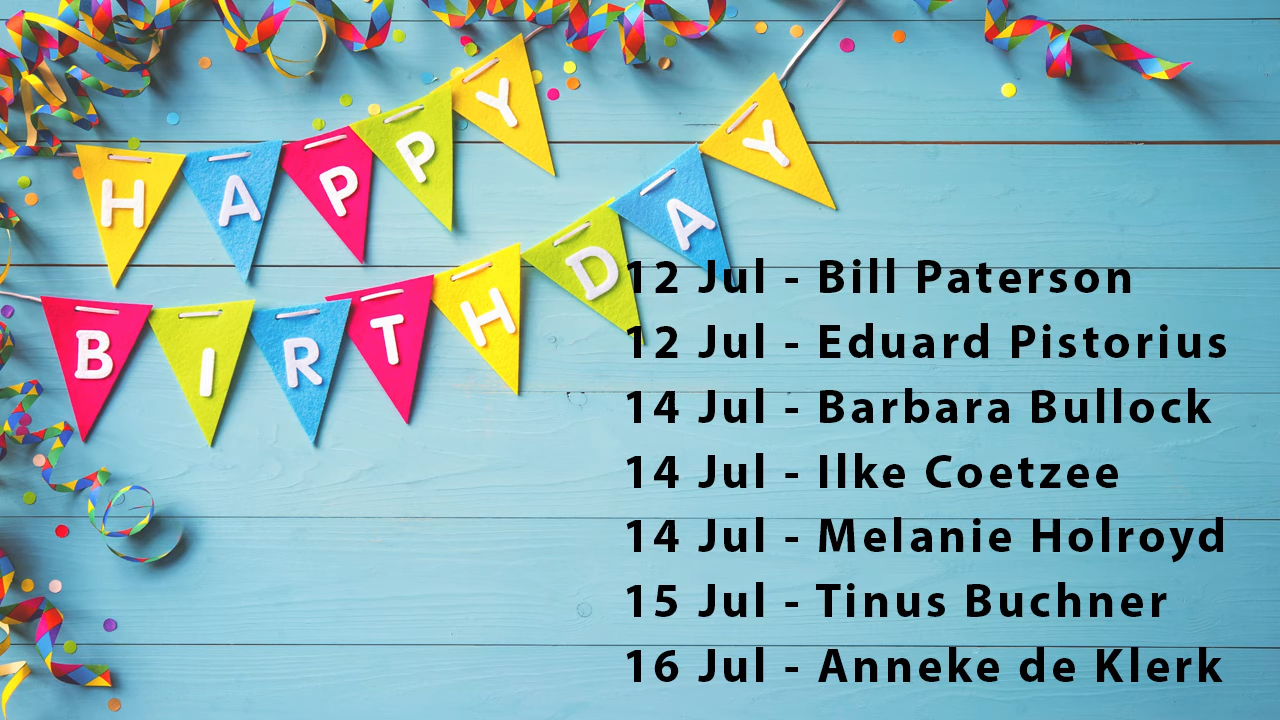 HAPPY
BIRTHDAY
12 Jul - Bill Paterson
12 Jul - Eduard Pistorius
14 Jul - Barbara Bullock
14 Jul - Ilke Coetzee
14 Jul - Melanie Holroyd
15 Jul - Tinus Buchner
16 Jul - Anneke de Klerk